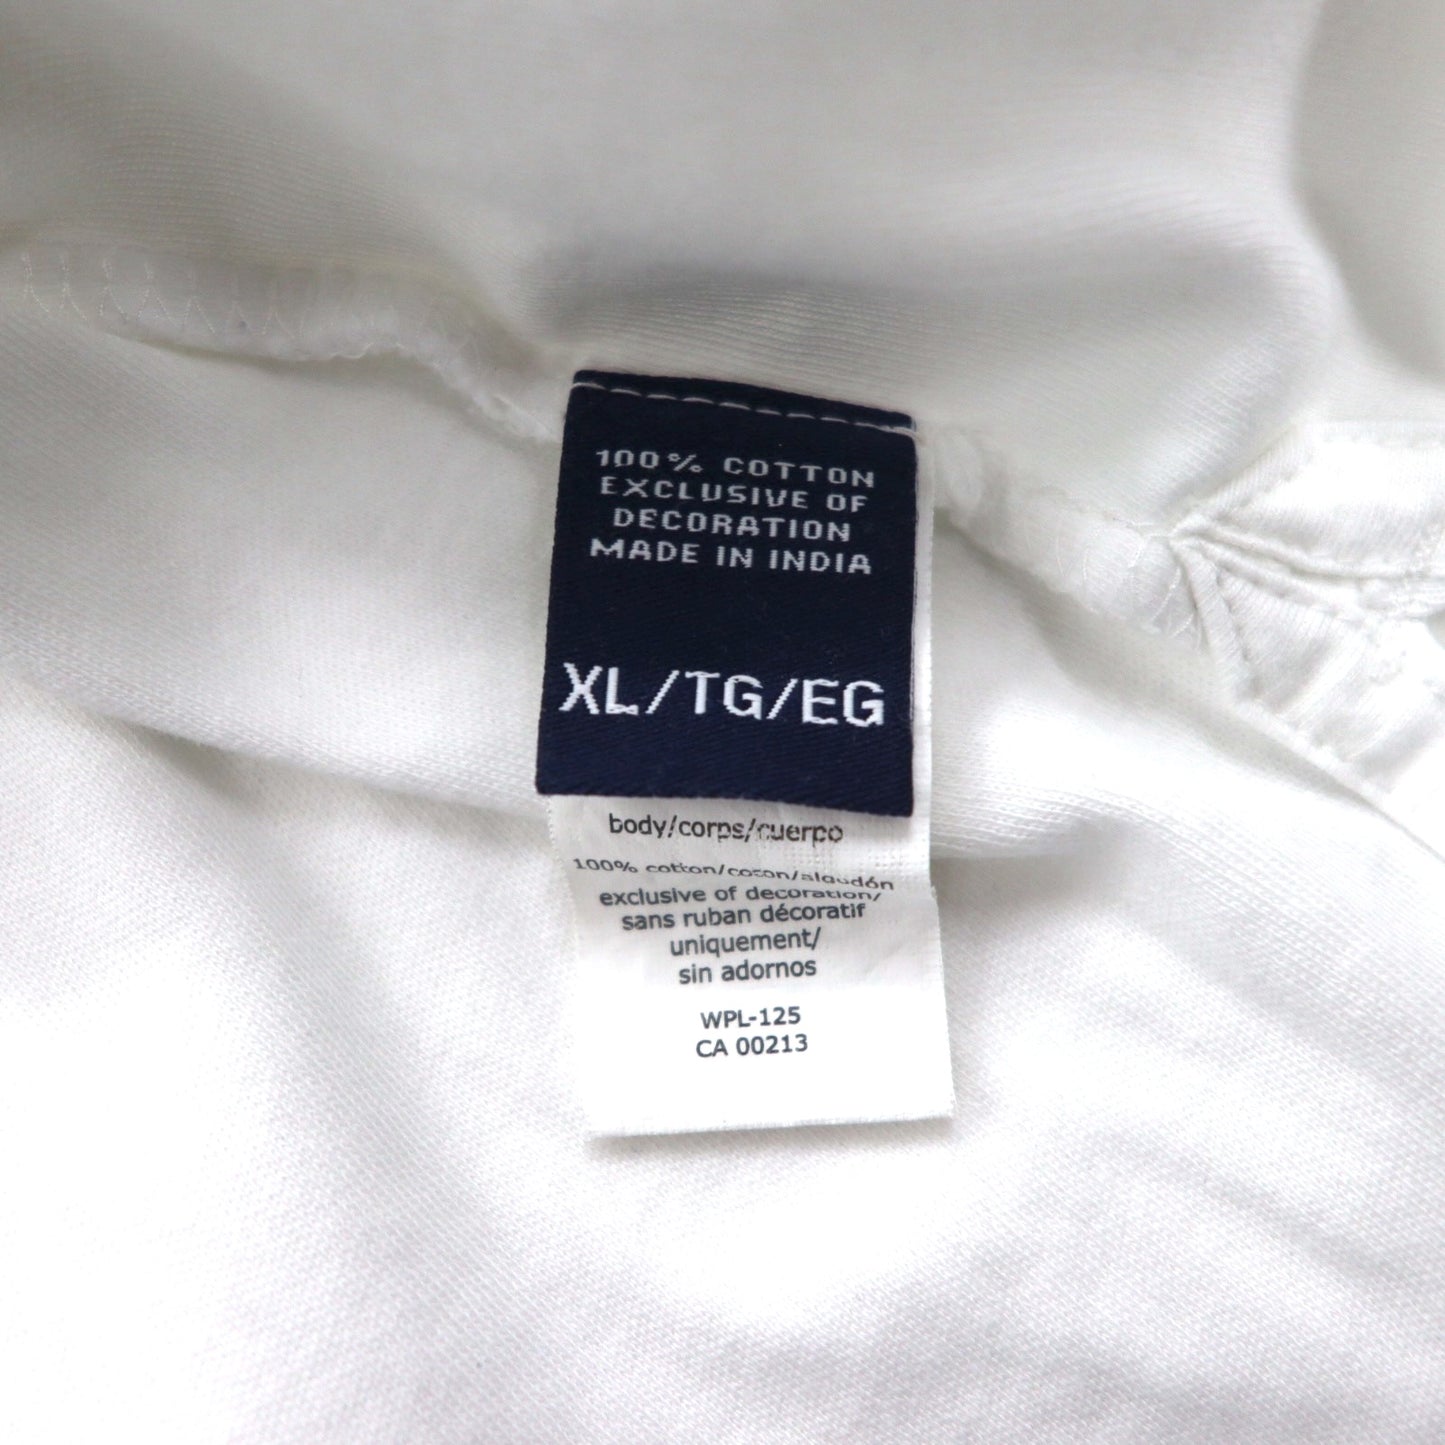 100% COTTON
EXCLUSIVE OF
DECORATION
MADE IN INDIA
XL/TG/EG
body/corps/cuerpo
100% cotton/coton/algodón
exclusive of decoration/
sans ruban décoratif
uniquement/
sin adornos
WPL-125
CA 00213